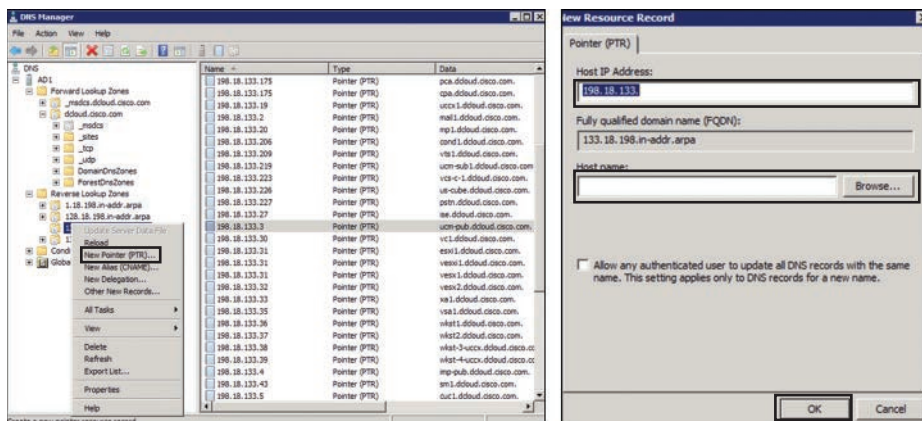 DNS Manager
File Action View Help
DNS
AD1
Forward Lookup Zones
_msdcs.dcloud.cisco.com
dcloud.cisco.com
_msdcs
_sites
_tcp
_udp
DomainDnsZones
ForestDnsZones
Reverse Lookup Zones
1.18.198.in-addr.arpa
128.18.198.in-addr.arpa
Update Server Data File
Reload
New Pointer (PTR)...
New Alias (CNAME)...
New Delegation...
Other New Records...
All Tasks
View
Delete
Refresh
Export List...
Properties
Help
Name Type Data
198.18.133.175 Pointer (PTR) pca.dcloud.cisco.com.
198.18.133.175 Pointer (PTR) cpa.dcloud.cisco.com.
198.18.133.19 Pointer (PTR) uccx1.dcloud.cisco.com.
198.18.133.2 Pointer (PTR) mail1.dcloud.cisco.com.
198.18.133.20 Pointer (PTR) mp1.dcloud.cisco.com.
198.18.133.206 Pointer (PTR) cond1.dcloud.cisco.com.
198.18.133.209 Pointer (PTR) vts1.dcloud.cisco.com.
198.18.133.219 Pointer (PTR) ucm-sub1.dcloud.cisco.com
198.18.133.223 Pointer (PTR) vcs-c-1.dcloud.cisco.com.
198.18.133.226 Pointer (PTR) us-cube.dcloud.cisco.com.
198.18.133.227 Pointer (PTR) pstn.dcloud.cisco.com.
198.18.133.27 Pointer (PTR) ise.dcloud.cisco.com.
198.18.133.3 Pointer (PTR) ucm-pub.dcloud.cisco.com.
198.18.133.30 Pointer (PTR) vc1.dcloud.cisco.com.
198.18.133.31 Pointer (PTR) esxi1.dcloud.cisco.com.
198.18.133.31 Pointer (PTR) vesxi1.dcloud.cisco.com.
198.18.133.31 Pointer (PTR) vesx1.dcloud.cisco.com.
198.18.133.32 Pointer (PTR) vesx2.dcloud.cisco.com.
198.18.133.33 Pointer (PTR) xa1.dcloud.cisco.com.
198.18.133.35 Pointer (PTR) vsa1.dcloud.cisco.com.
198.18.133.36 Pointer (PTR) wkst1.dcloud.cisco.com.
198.18.133.37 Pointer (PTR) wkst2.dcloud.cisco.com.
198.18.133.38 Pointer (PTR) wkst-3-uccx.dcloud.cisco.cc
198.18.133.39 Pointer (PTR) wkst-4-uccx.dcloud.cisco.cc
198.18.133.4 Pointer (PTR) imp-pub.dcloud.cisco.com.
198.18.133.43 Pointer (PTR) sm1.dcloud.cisco.com.
198.18.133.5 Pointer (PTR) cuc1.dcloud.cisco.com.
Create a new pointer resource record
New Resource Record
Pointer (PTR)
Host IP Address:
198.18.133.
Fully qualified domain name (FQDN):
133.18.198.in-addr.arpa
Host name:
Browse...
Allow any authenticated user to update all DNS records with the same
name. This setting applies only to DNS records for a new name.
OK Cancel